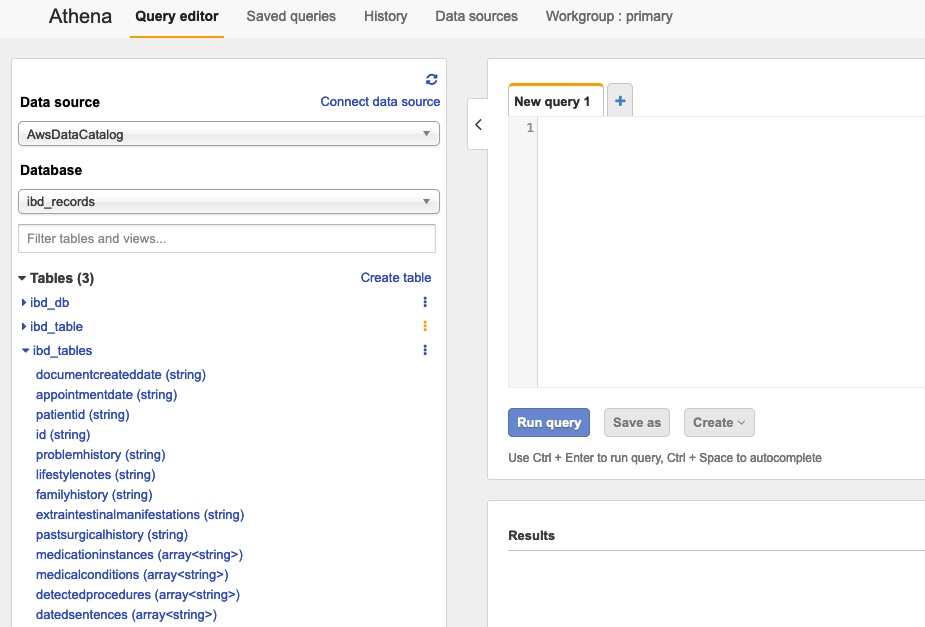 Athena Query editor Saved queries History Data sources Workgroup : primary
Data source Connect data source
AwsDataCatalog
Database
ibd_records
Filter tables and views...
Tables (3) Create table
ibd_db
ibd_table
ibd_tables
documentcreateddate (string)
appointmentdate (string)
patientid (string)
id (string)
problemhistory (string)
lifestylenotes (string)
familyhistory (string)
extraintestinalmanifestations (string)
pastsurgicalhistory (string)
medicationinstances (array<string>)
medicalconditions (array<string>)
detectedprocedures (array<string>)
datedsentences (array<string>)
New query 1 +
1
Run query Save as Create
Use Ctrl + Enter to run query, Ctrl + Space to autocomplete
Results